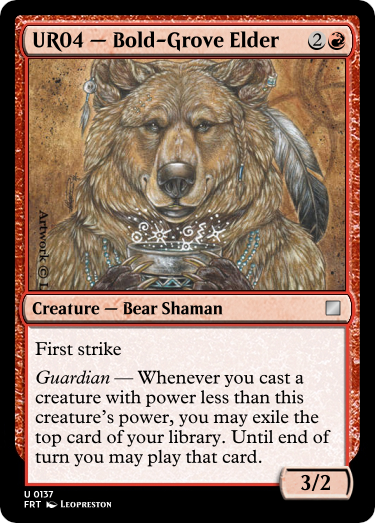 UR04 — Bold-Grove Elder 2
Artwork ©
Creature — Bear Shaman
First strike
Guardian — Whenever you cast a
creature with power less than this
creature's power, you may exile the
top card of your library. Until end of
turn you may play that card.
3/2
U 0137
FRT Leopreston